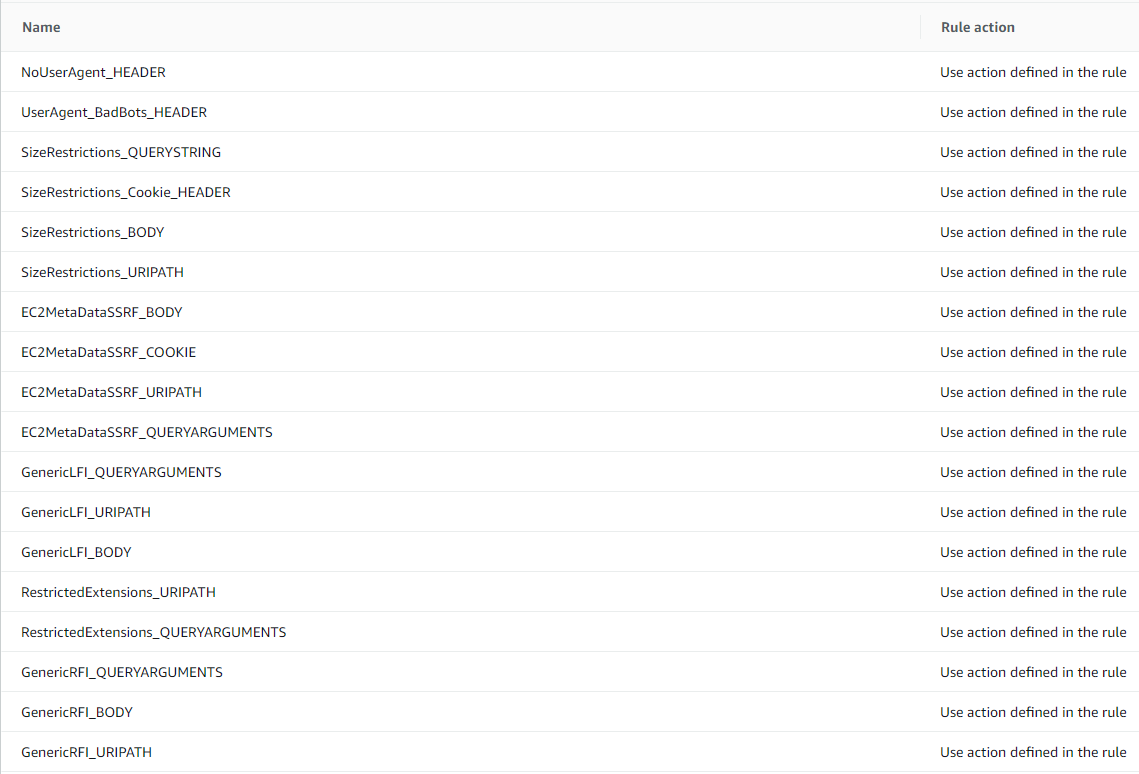 Name Rule action
NoUserAgent_HEADER Use action defined in the rule
UserAgent_BadBots_HEADER Use action defined in the rule
SizeRestrictions_QUERYSTRING Use action defined in the rule
SizeRestrictions_Cookie_HEADER Use action defined in the rule
SizeRestrictions_BODY Use action defined in the rule
SizeRestrictions_URIPATH Use action defined in the rule
EC2MetaDataSSRF_BODY Use action defined in the rule
EC2MetaDataSSRF_COOKIE Use action defined in the rule
EC2MetaDataSSRF_URIPATH Use action defined in the rule
EC2MetaDataSSRF_QUERYARGUMENTS Use action defined in the rule
GenericLFI_QUERYARGUMENTS Use action defined in the rule
GenericLFI_URIPATH Use action defined in the rule
GenericLFI_BODY Use action defined in the rule
RestrictedExtensions_URIPATH Use action defined in the rule
RestrictedExtensions_QUERYARGUMENTS Use action defined in the rule
GenericRFI_QUERYARGUMENTS Use action defined in the rule
GenericRFI_BODY Use action defined in the rule
GenericRFI_URIPATH Use action defined in the rule